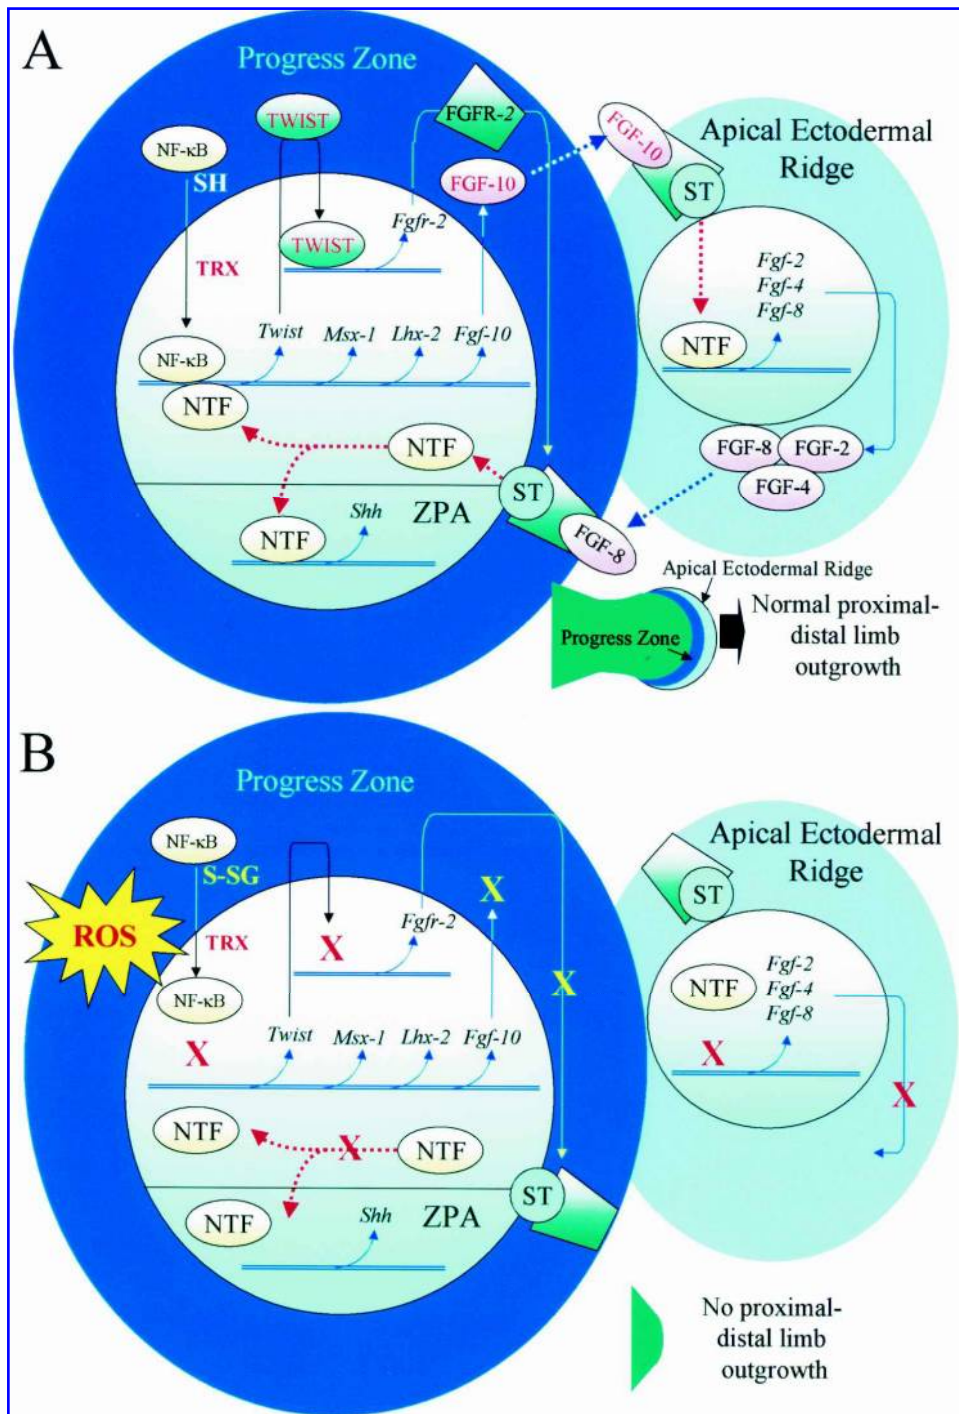 A
Progress Zone
TWIST
NF-κB
SH
FGFR-2
FGF-10
FGF-10
ST
Apical Ectodermal
Ridge
TWIST
Fgfr-2
TRX
Twist
Msx-1
Lhx-2
Fgf-10
NF-κB
NTF
NTF
Fgf-2
Fgf-4
Fgf-8
NTF
FGF-8
FGF-2
FGF-4
ST
FGF-8
ZPA
Shh
NTF
Apical Ectodermal Ridge
Progress Zone
Normal proximal-
distal limb
outgrowth
B
Progress Zone
NF-κB
S-SG
ROS
TRX
NF-κB
X
X
Fgfr-2
X
X
Twist
Msx-1
Lhx-2
Fgf-10
NTF
X
NTF
NTF
ZPA
Shh
ST
Apical Ectodermal
Ridge
ST
NTF
Fgf-2
Fgf-4
Fgf-8
X
X
No proximal-
distal limb
outgrowth